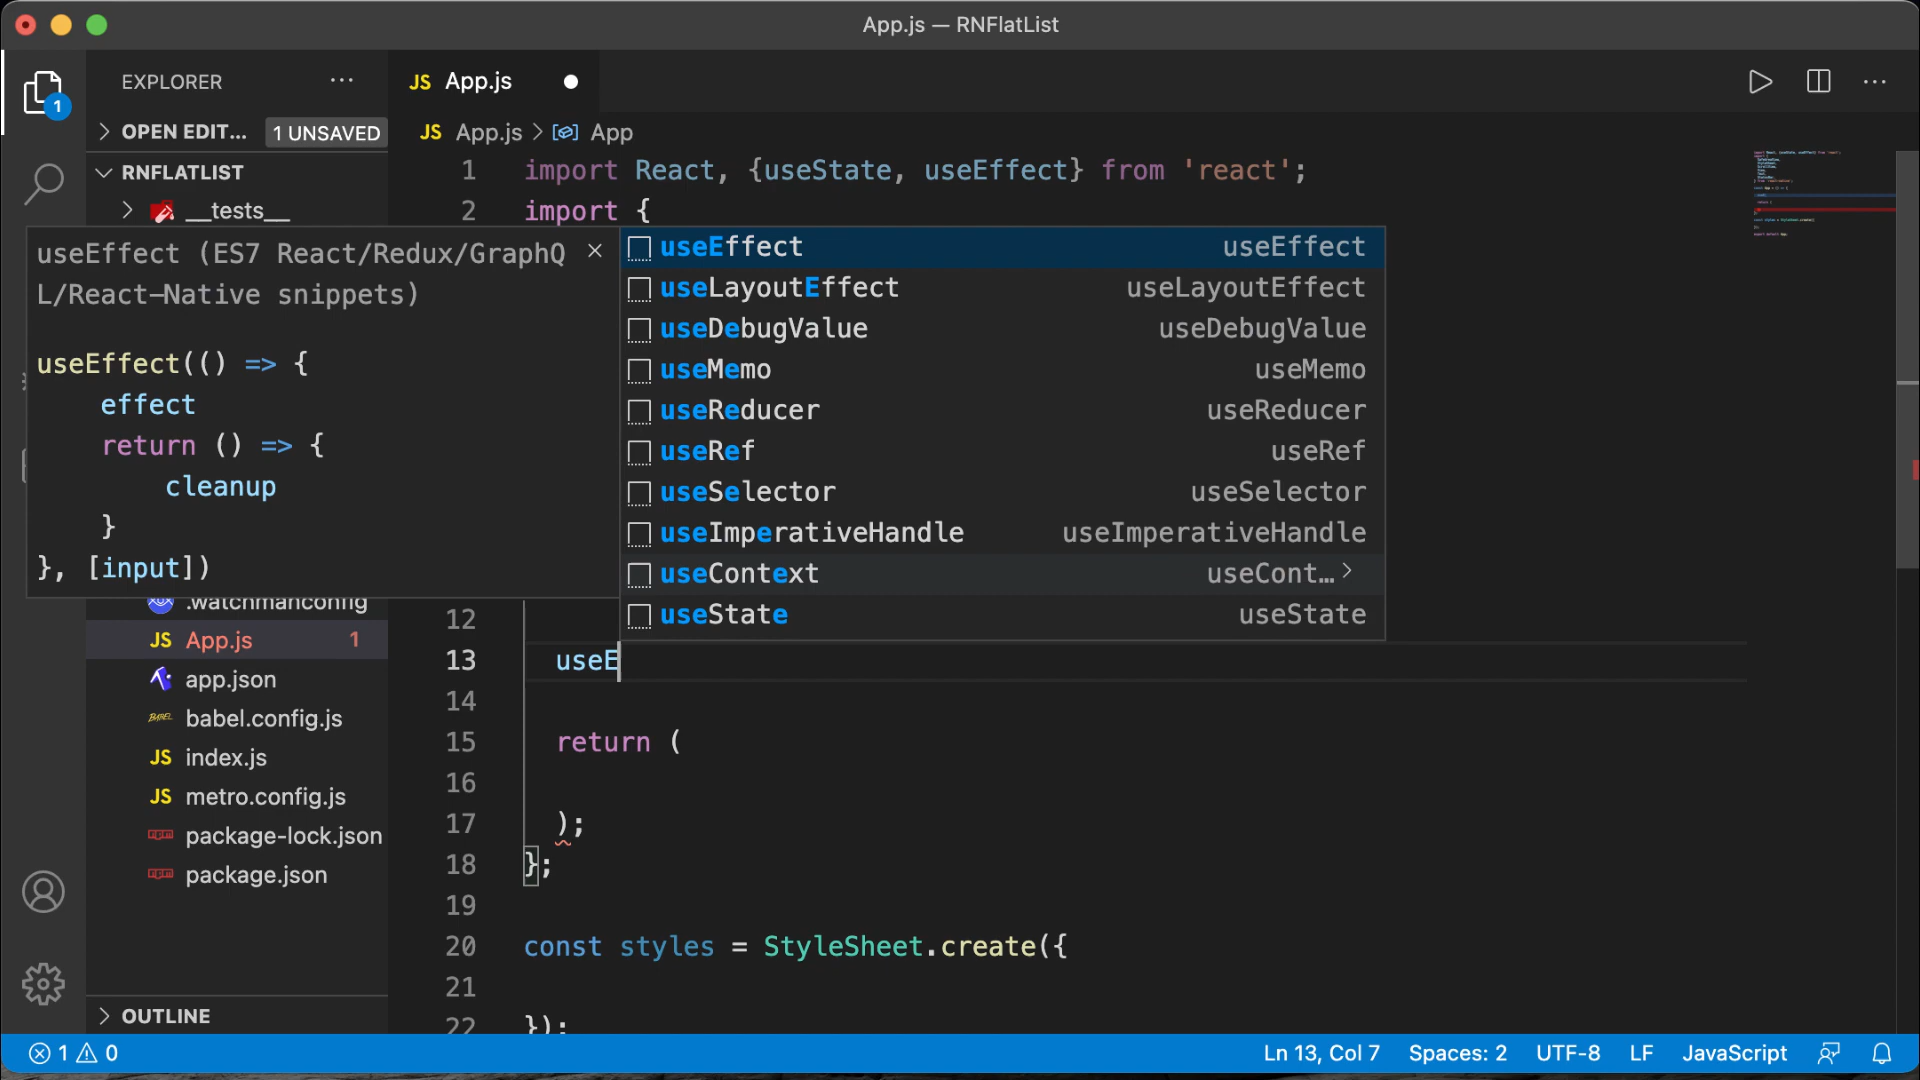 App.js — RNFlatList
EXPLORER
JS App.js
1
OPEN EDIT... 1 UNSAVED
JS App.js > App
RNFLATLIST
__tests__
1 import React, {useState, useEffect} from 'react';
2 import {
useEffect (ES7 React/Redux/GraphQ
L/React-Native snippets)
useEffect(() => {
effect
return () => {
cleanup
}
}, [input])
useEffect useEffect
useLayoutEffect useLayoutEffect
useDebugValue useDebugValue
useMemo useMemo
useReducer useReducer
useRef useRef
useSelector useSelector
useImperativeHandle useImperativeHandle
useContext useCont... >
useState useState
.watchmanconfig
JS App.js 1
app.json
BABEL babel.config.js
JS index.js
JS metro.config.js
package-lock.json
package.json
12
13 useE
14
15 return (
16
17 );
18 };
19
20 const styles = StyleSheet.create({
21
22 });
OUTLINE
1 0
Ln 13, Col 7 Spaces: 2 UTF-8 LF JavaScript